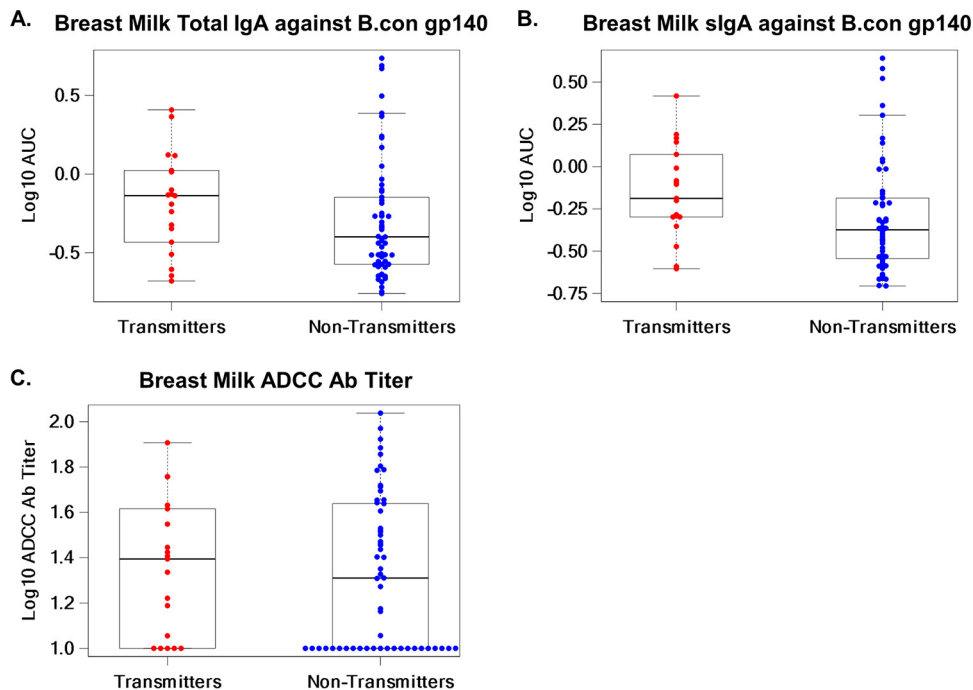 A. Breast Milk Total IgA against B.con gp140
Log10 AUC
0.5
0.0
-0.5
Transmitters Non-Transmitters
B. Breast Milk sIgA against B.con gp140
Log10 AUC
0.50
0.25
0.00
-0.25
-0.50
-0.75
Transmitters Non-Transmitters
C. Breast Milk ADCC Ab Titer
Log10 ADCC Ab Titer
2.0
1.8
1.6
1.4
1.2
1.0
Transmitters Non-Transmitters